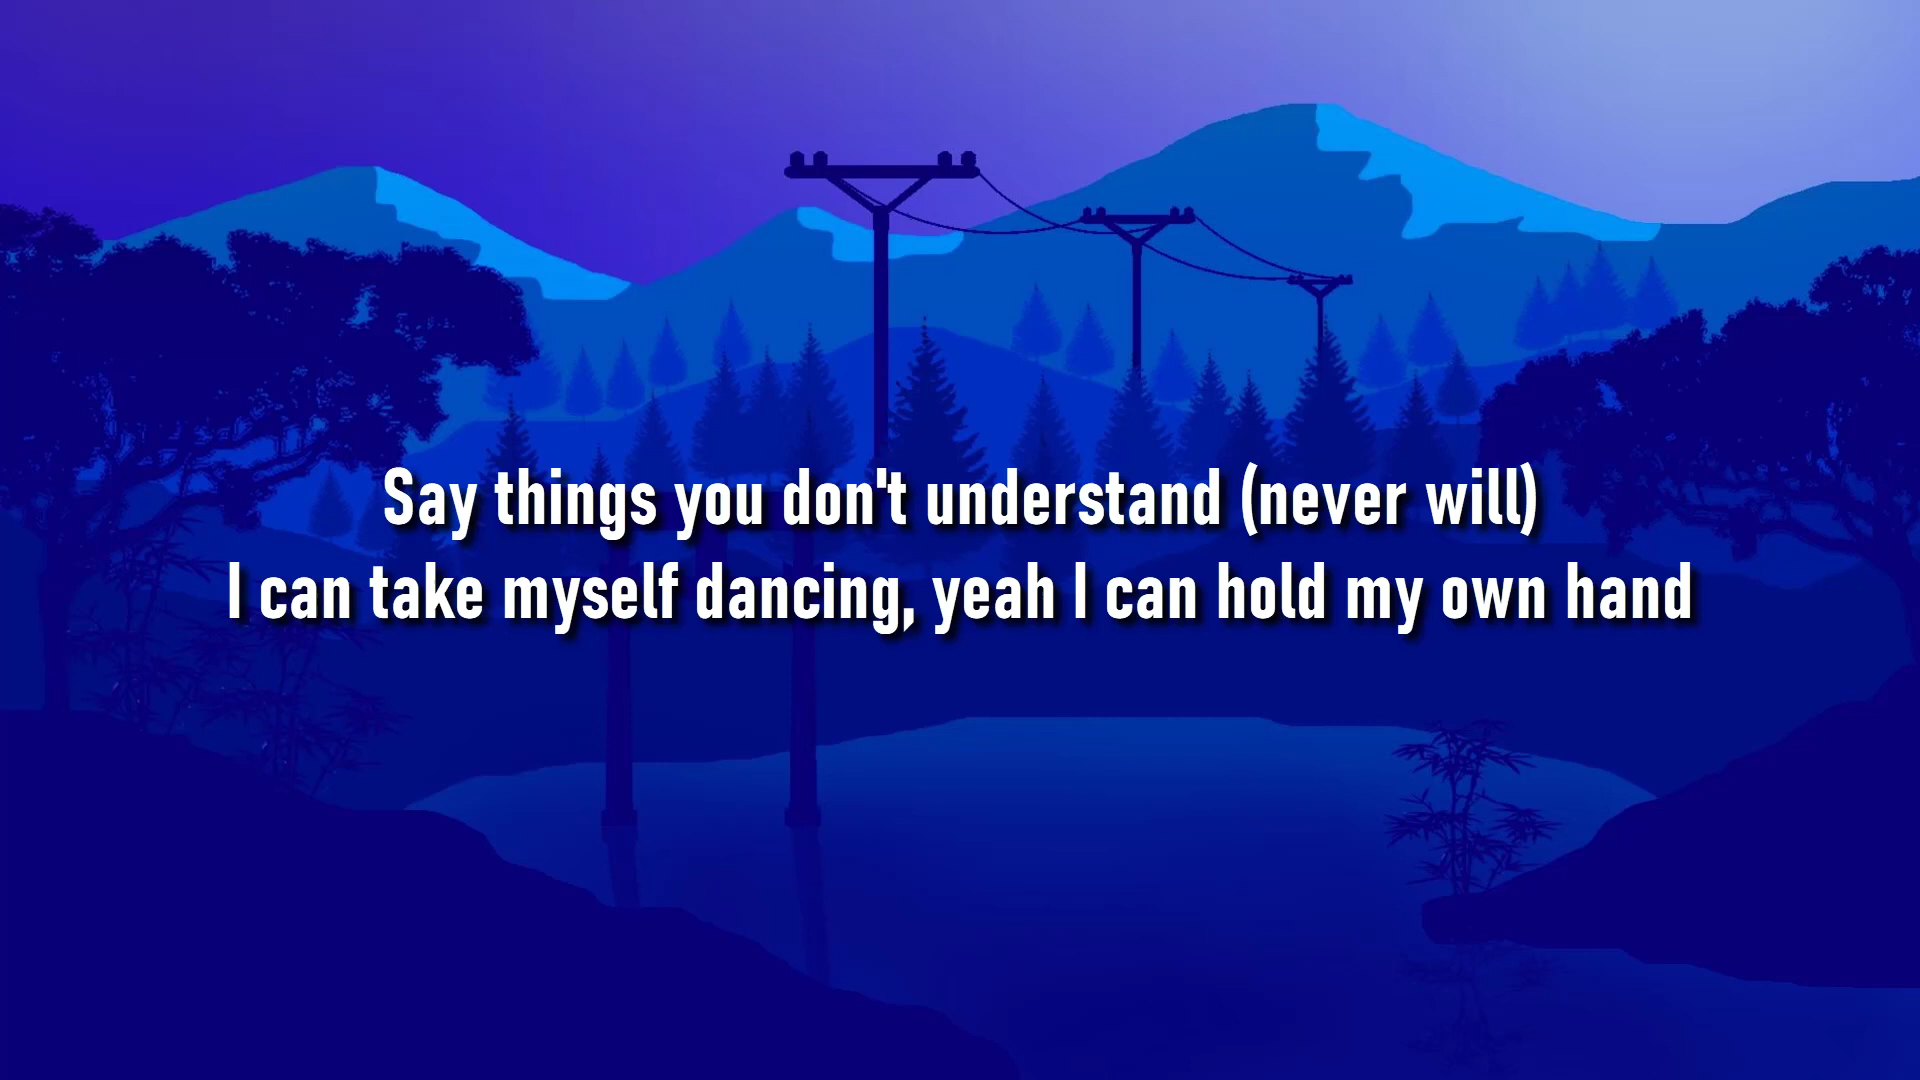 Say things you don't understand (never will)
I can take myself dancing, yeah I can hold my own hand